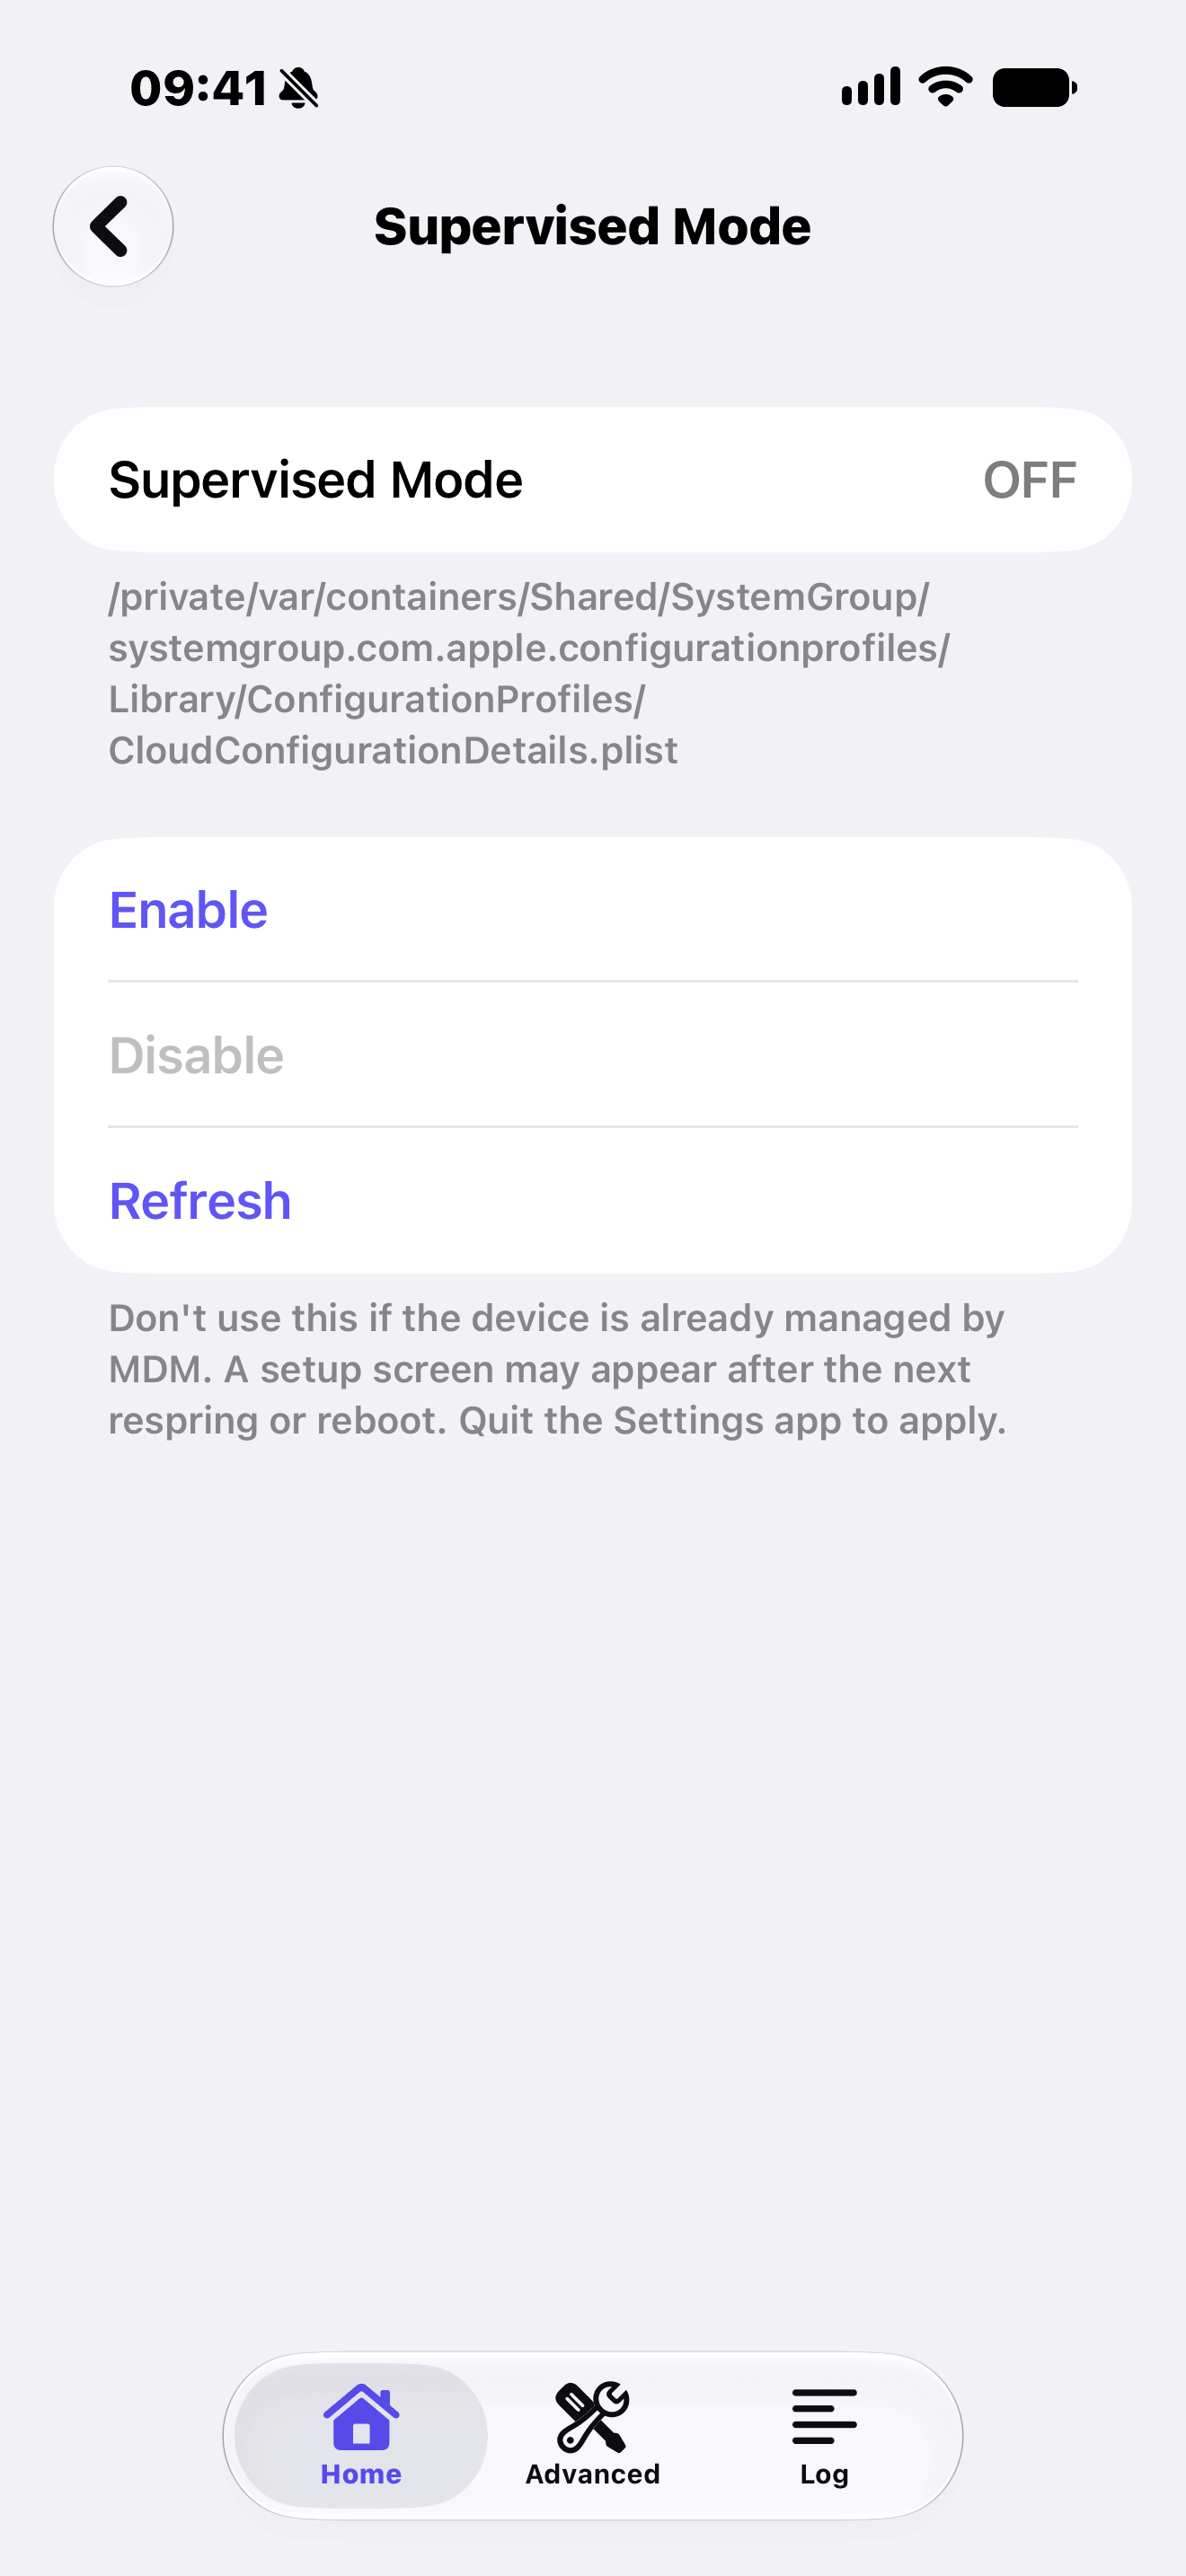 09:41
Supervised Mode
Supervised Mode OFF
/private/var/containers/Shared/SystemGroup/
systemgroup.com.apple.configurationprofiles/
Library/ConfigurationProfiles/
CloudConfigurationDetails.plist
Enable
Disable
Refresh
Don't use this if the device is already managed by
MDM. A setup screen may appear after the next
respring or reboot. Quit the Settings app to apply.
Home Advanced Log